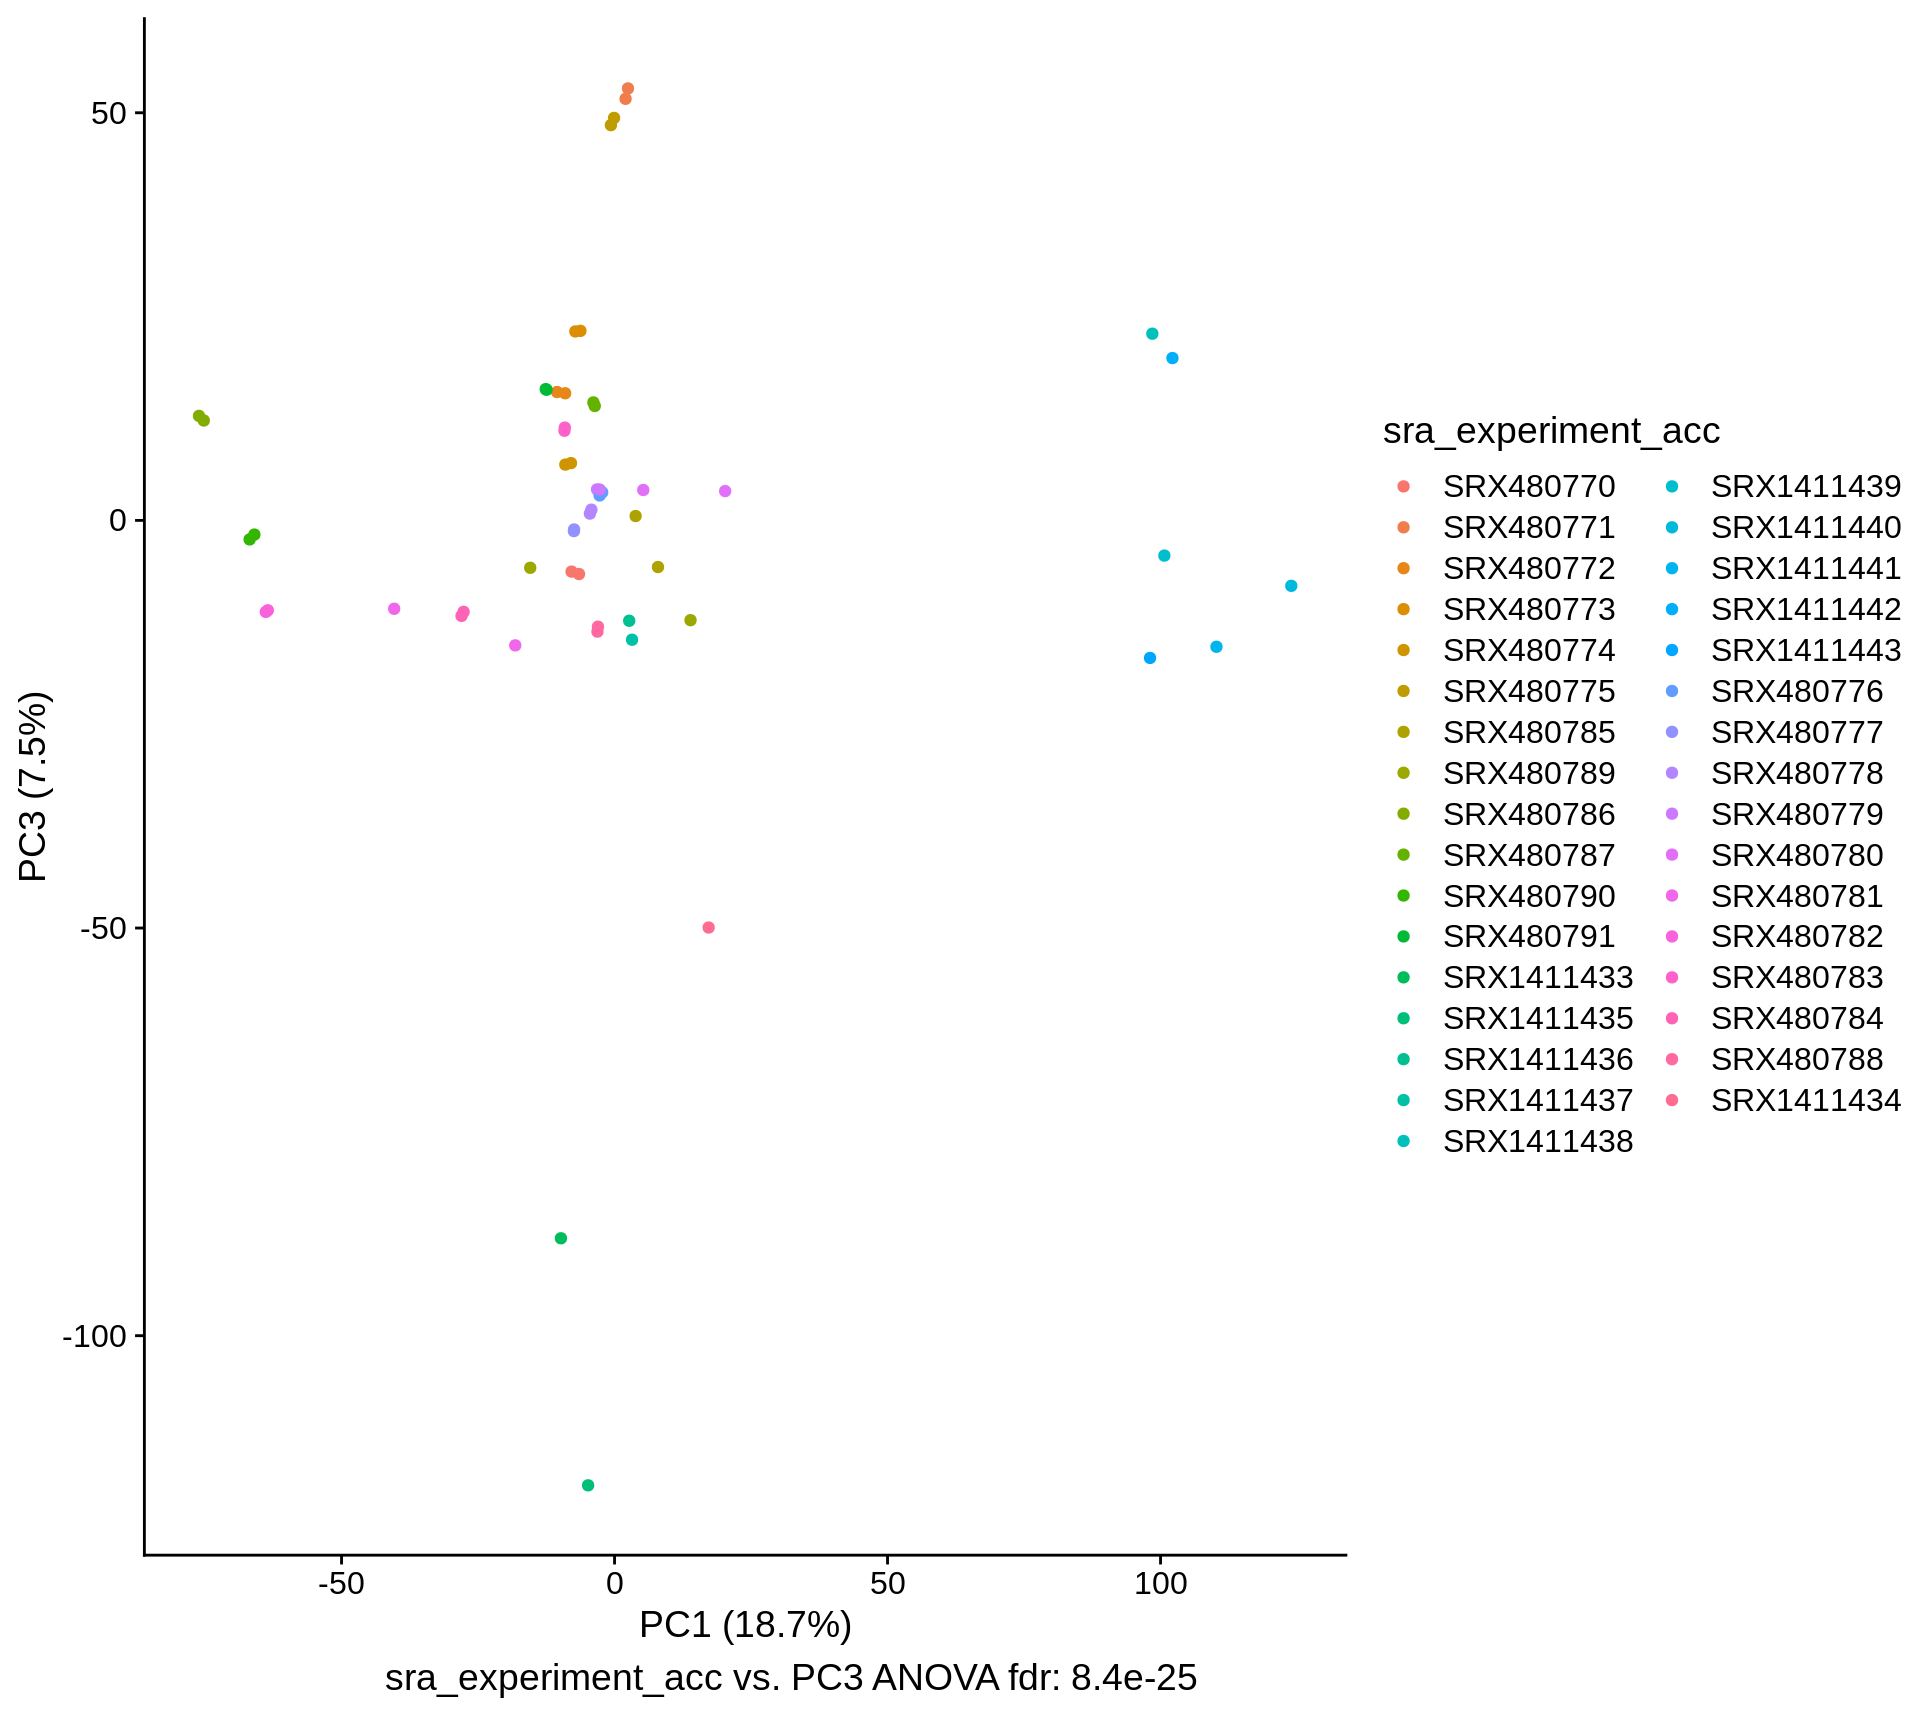 50
0
-50
-100
PC3 (7.5%)
-50
0
50
100
PC1 (18.7%)
sra_experiment_acc vs. PC3 ANOVA fdr: 8.4e-25
sra_experiment_acc
SRX480770
SRX480771
SRX480772
SRX480773
SRX480774
SRX480775
SRX480785
SRX480789
SRX480786
SRX480787
SRX480790
SRX480791
SRX1411433
SRX1411435
SRX1411436
SRX1411437
SRX1411438
SRX1411439
SRX1411440
SRX1411441
SRX1411442
SRX1411443
SRX480776
SRX480777
SRX480778
SRX480779
SRX480780
SRX480781
SRX480782
SRX480783
SRX480784
SRX480788
SRX1411434